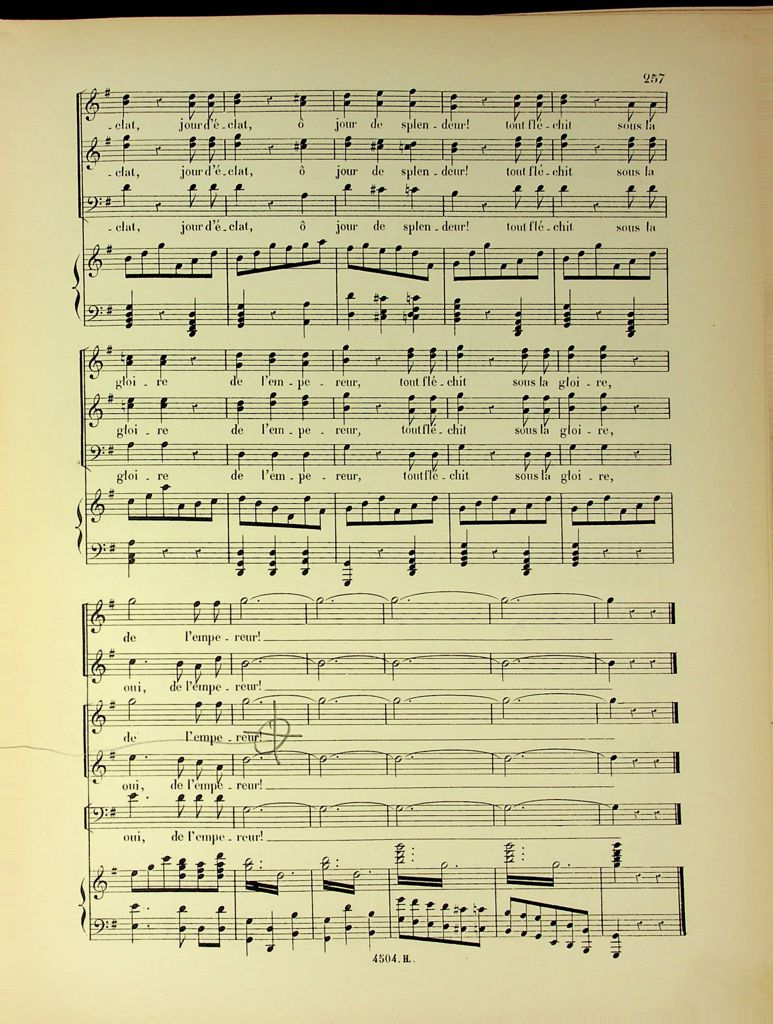 257
-clat, jour d'é-clat, ô jour de splen-deur! tout flé-chit sous la
-clat, jour d'é-clat, ô jour de splen-deur! tout flé-chit sous la
-clat, jour d'é-clat, ô jour de splen-deur! tout flé-chit sous la
gloi-re de l'em-pe-reur, tout flé-chit sous la gloi-re,
gloi-re de l'em-pe-reur, tout flé-chit sous la gloi-re,
gloi-re de l'em-pe-reur, tout flé-chit sous la gloi-re,
de l'empe-reur!
oui, de l'empe-reur!
de l'empe-reur!
oui, de l'empe-reur!
oui, de l'empe-reur!
4504. H.